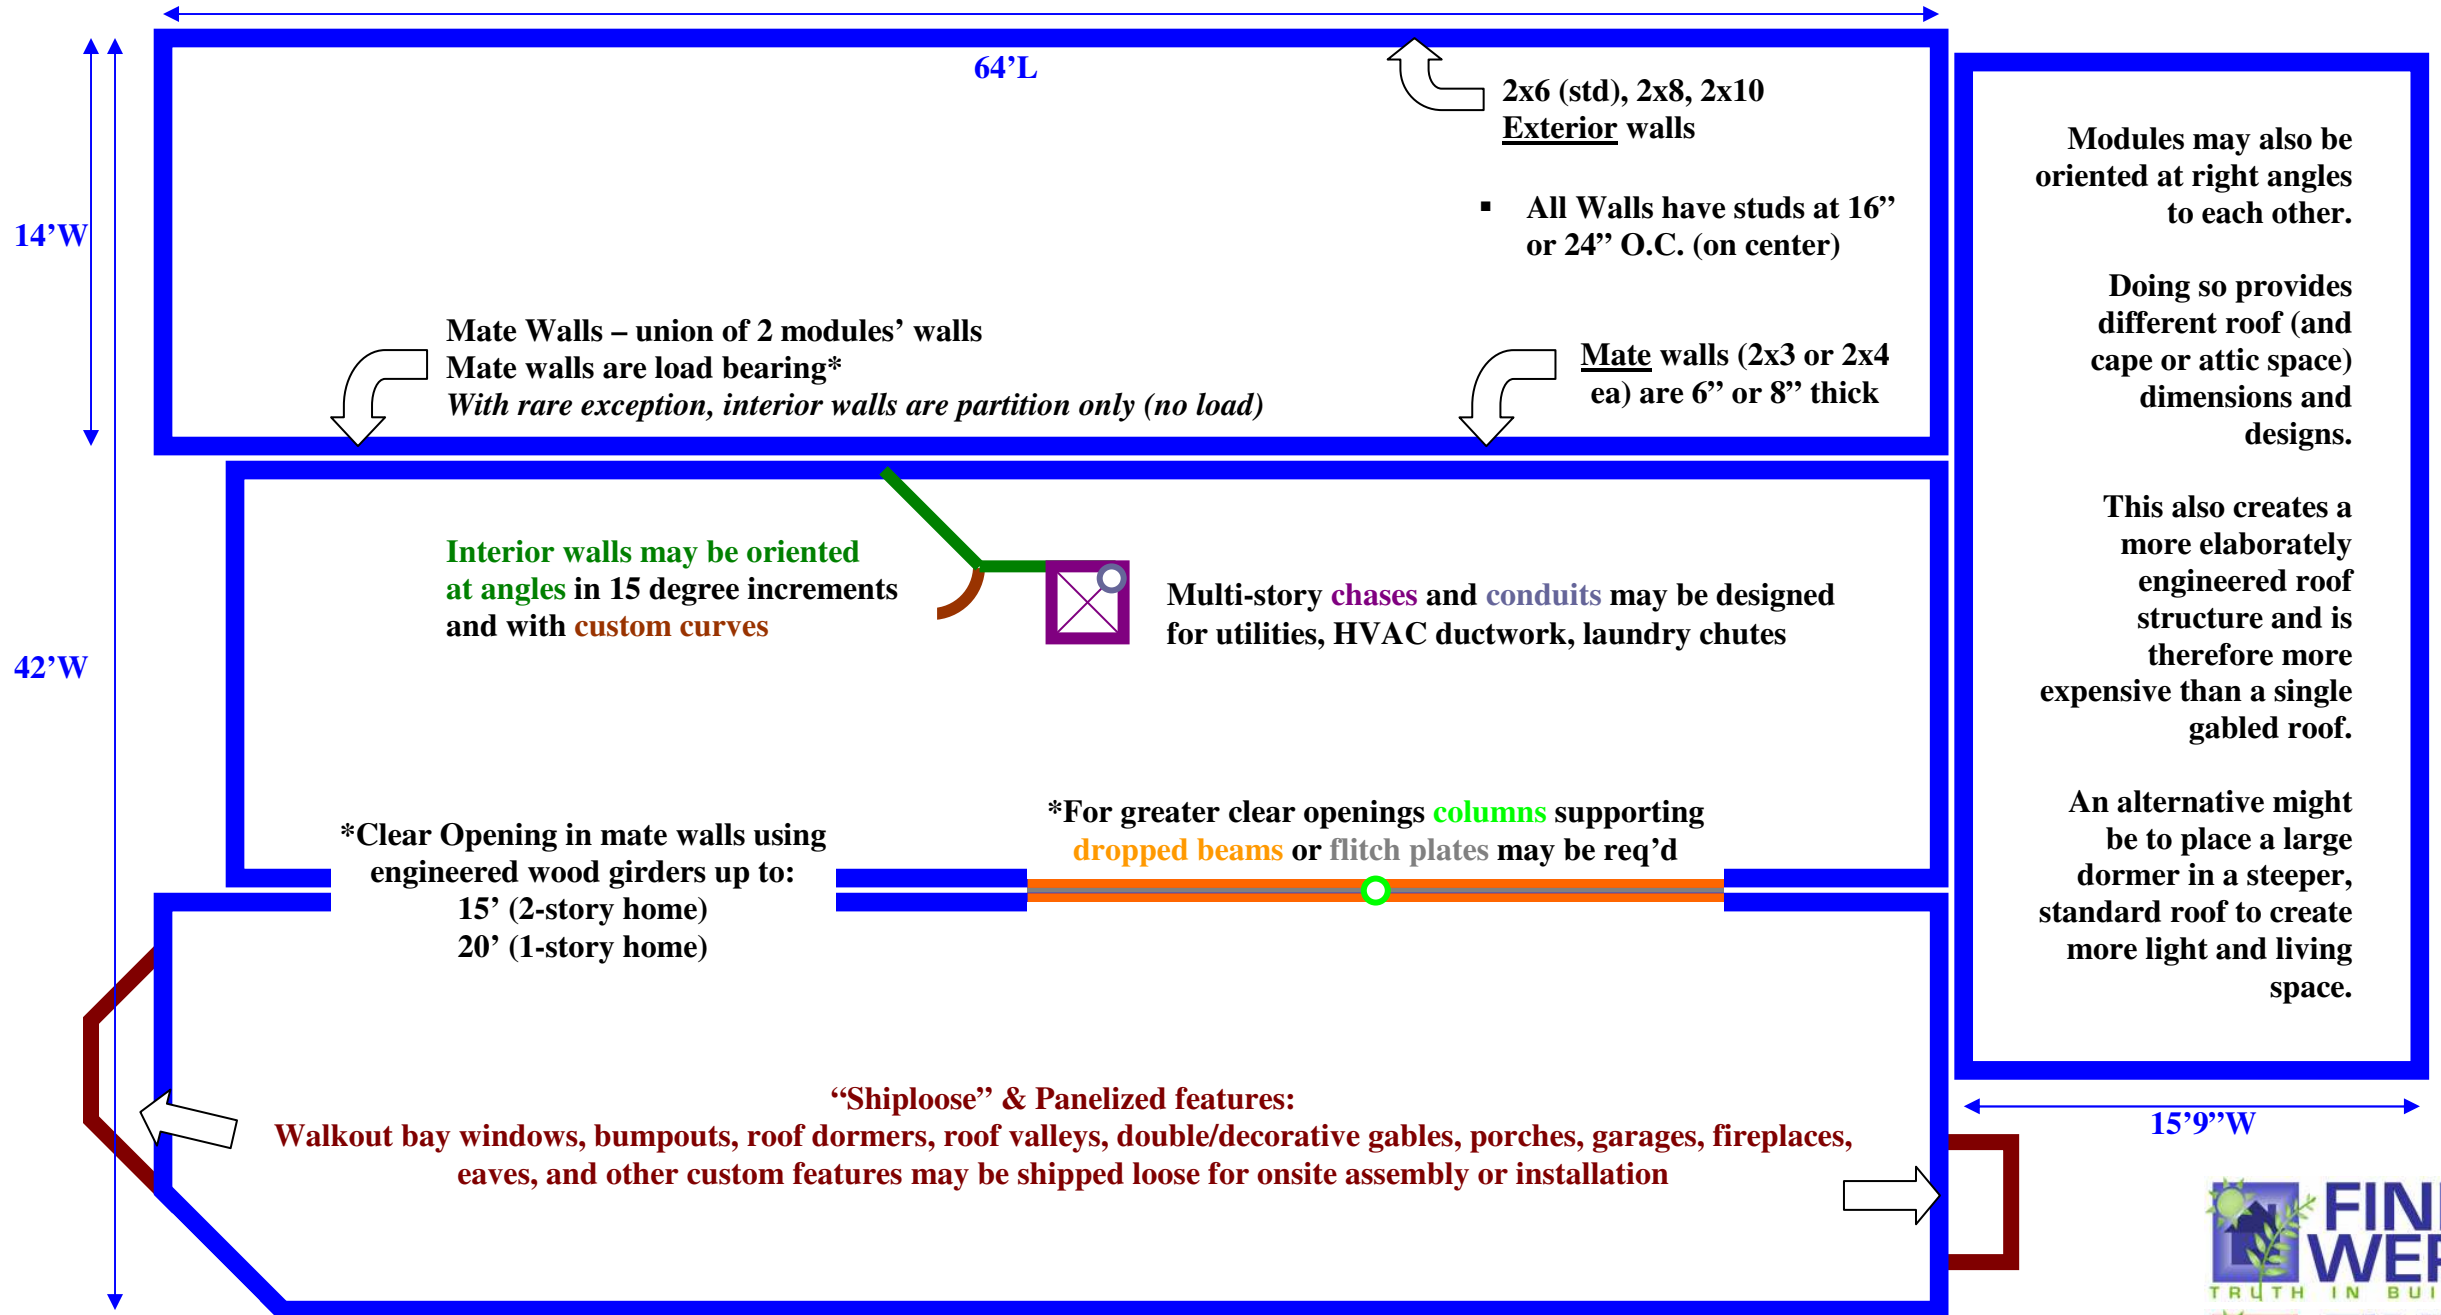 64’L
2x6 (std), 2x8, 2x10
Exterior walls
▪ All Walls have studs at 16”
or 24” O.C. (on center)
14’W
Mate Walls – union of 2 modules’ walls
Mate walls are load bearing*
With rare exception, interior walls are partition only (no load)
Mate walls (2x3 or 2x4
ea) are 6” or 8” thick
Interior walls may be oriented
at angles in 15 degree increments
and with custom curves
Multi-story chases and conduits may be designed
for utilities, HVAC ductwork, laundry chutes
42’W
*Clear Opening in mate walls using
engineered wood girders up to:
15’ (2-story home)
20’ (1-story home)
*For greater clear openings columns supporting
dropped beams or flitch plates may be req’d
“Shiploose” & Panelized features:
Walkout bay windows, bumpouts, roof dormers, roof valleys, double/decorative gables, porches, garages, fireplaces,
eaves, and other custom features may be shipped loose for onsite assembly or installation
Modules may also be
oriented at right angles
to each other.
Doing so provides
different roof (and
cape or attic space)
dimensions and
designs.
This also creates a
more elaborately
engineered roof
structure and is
therefore more
expensive than a single
gabled roof.
An alternative might
be to place a large
dormer in a steeper,
standard roof to create
more light and living
space.
15’9”W
TRUTH IN